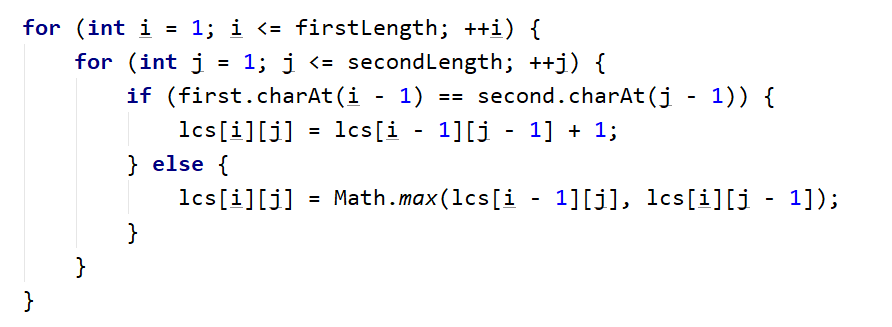 for (int i = 1; i <= firstLength; ++i) {
    for (int j = 1; j <= secondLength; ++j) {
        if (first.charAt(i - 1) == second.charAt(j - 1)) {
            lcs[i][j] = lcs[i - 1][j - 1] + 1;
        } else {
            lcs[i][j] = Math.max(lcs[i - 1][j], lcs[i][j - 1]);
        }
    }
}